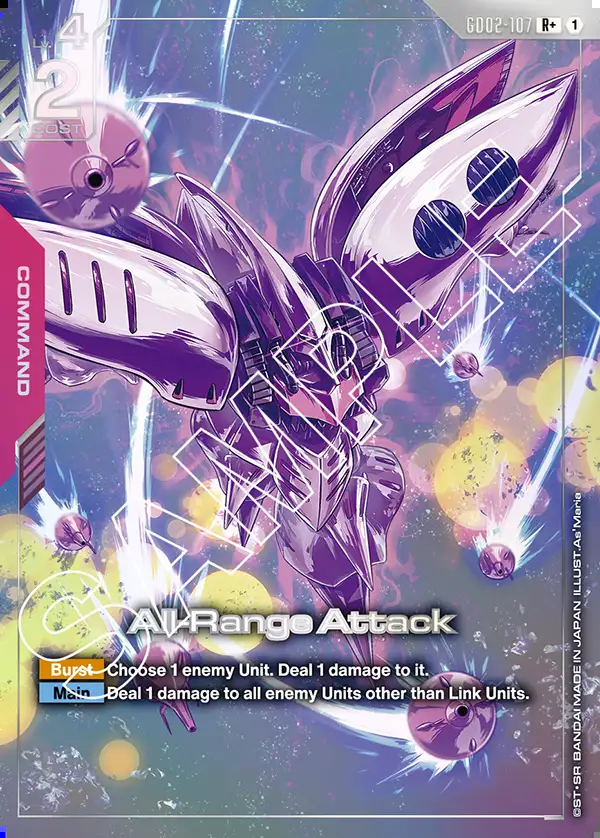 Lv. 4
2
COST
GD02-107 R+ 1
COMMAND
SAMPLE
All-Range Attack
Burst Choose 1 enemy Unit. Deal 1 damage to it.
Main Deal 1 damage to all enemy Units other than Link Units.
©ST・SR BANDAI MADE IN JAPAN ILLUST.As'Maria